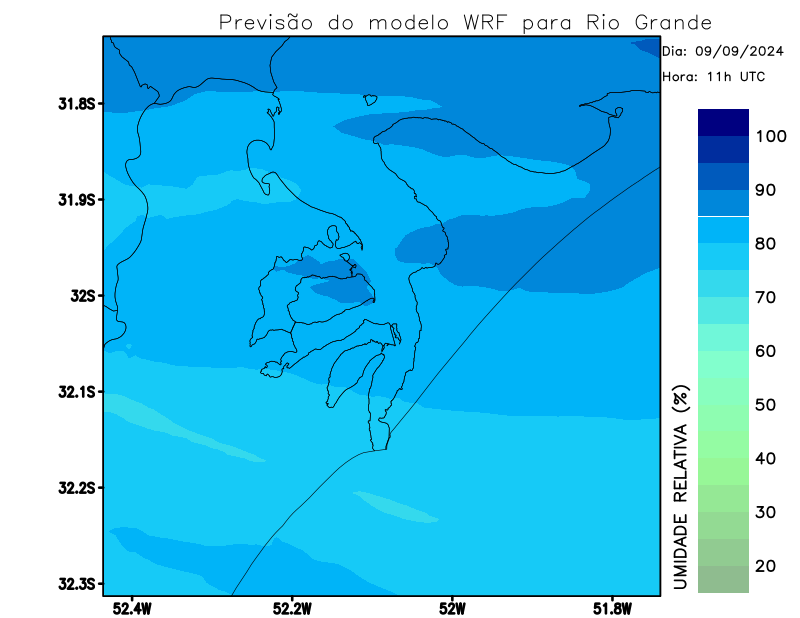 Previsão do modelo WRF para Rio Grande
Dia: 09/09/2024
Hora: 11h UTC
31.8S
31.9S
32S
32.1S
32.2S
32.3S
52.4W
52.2W
52W
51.8W
100
90
80
70
60
50
40
30
20
UMIDADE RELATIVA (%)